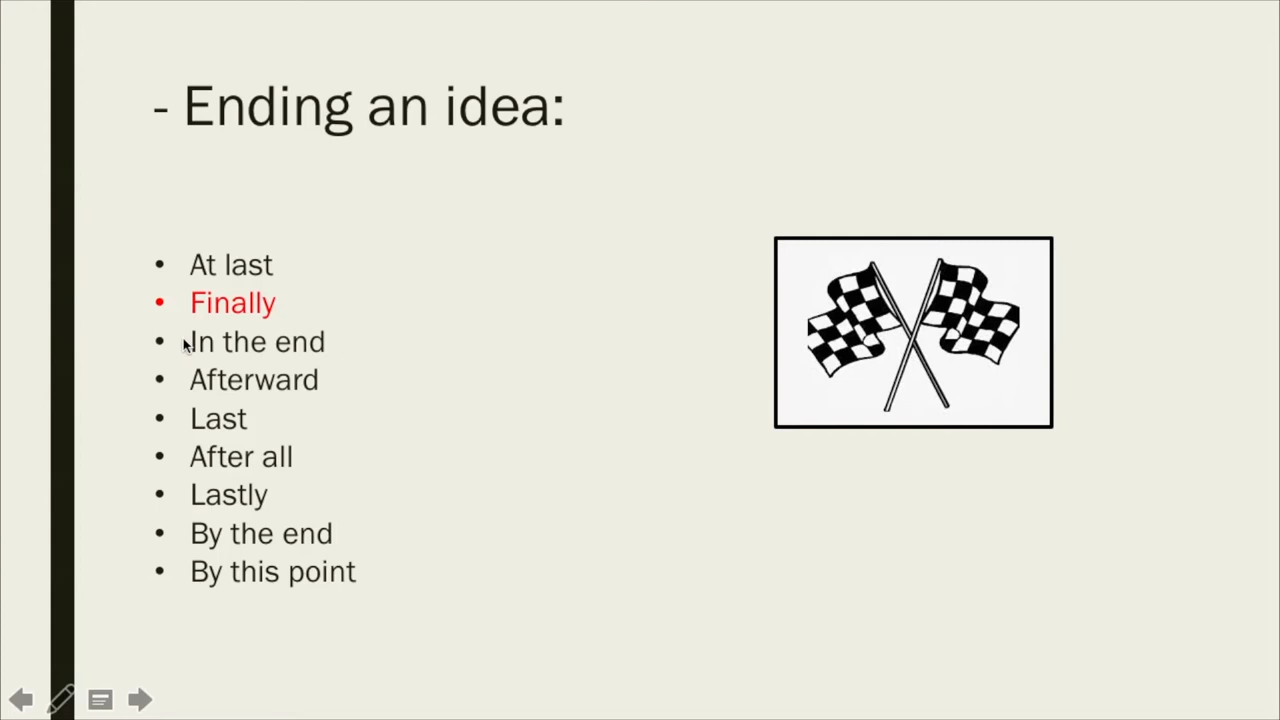 - Ending an idea:
• At last
• Finally
• In the end
• Afterward
• Last
• After all
• Lastly
• By the end
• By this point